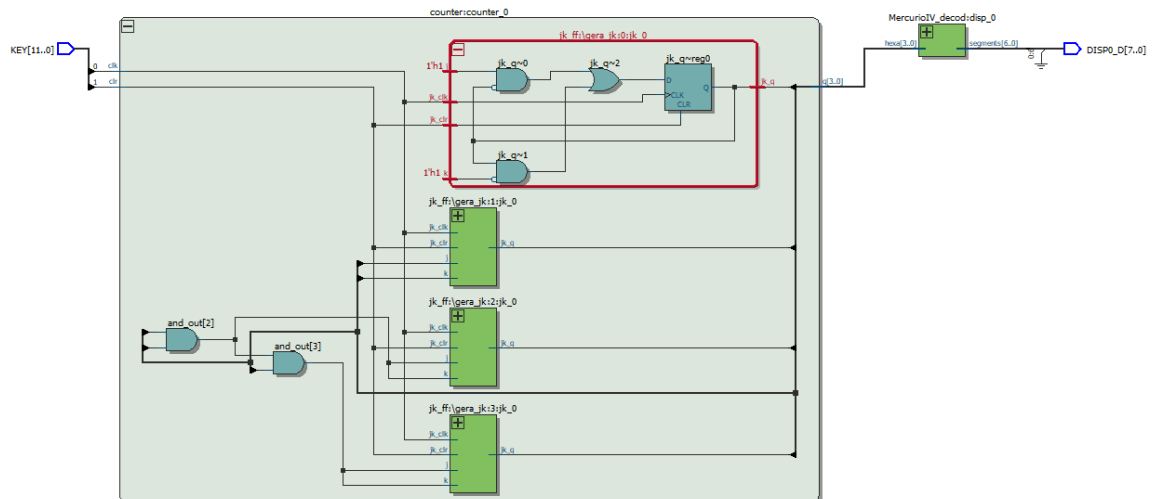 counter:counter_0
MercurioIV_decod:disp_0
KEY[11..0]
0 clk
1 clr
jk_ff:\gera_jk:0:jk_0
1'h1 j
jk_clk
jk_clr
1'h1 k
jk_q~0
jk_q~2
jk_q~reg0
D
CLK
Q
CLR
jk_q~1
jk_q
q[3..0]
hexa[3..0]
segments[6..0]
DISP0_D[7..0]
jk_ff:\gera_jk:1:jk_0
jk_clk
jk_clr
j
k
jk_q
jk_ff:\gera_jk:2:jk_0
jk_clk
jk_clr
j
k
jk_q
and_out[2]
and_out[3]
jk_ff:\gera_jk:3:jk_0
jk_clk
jk_clr
j
k
jk_q